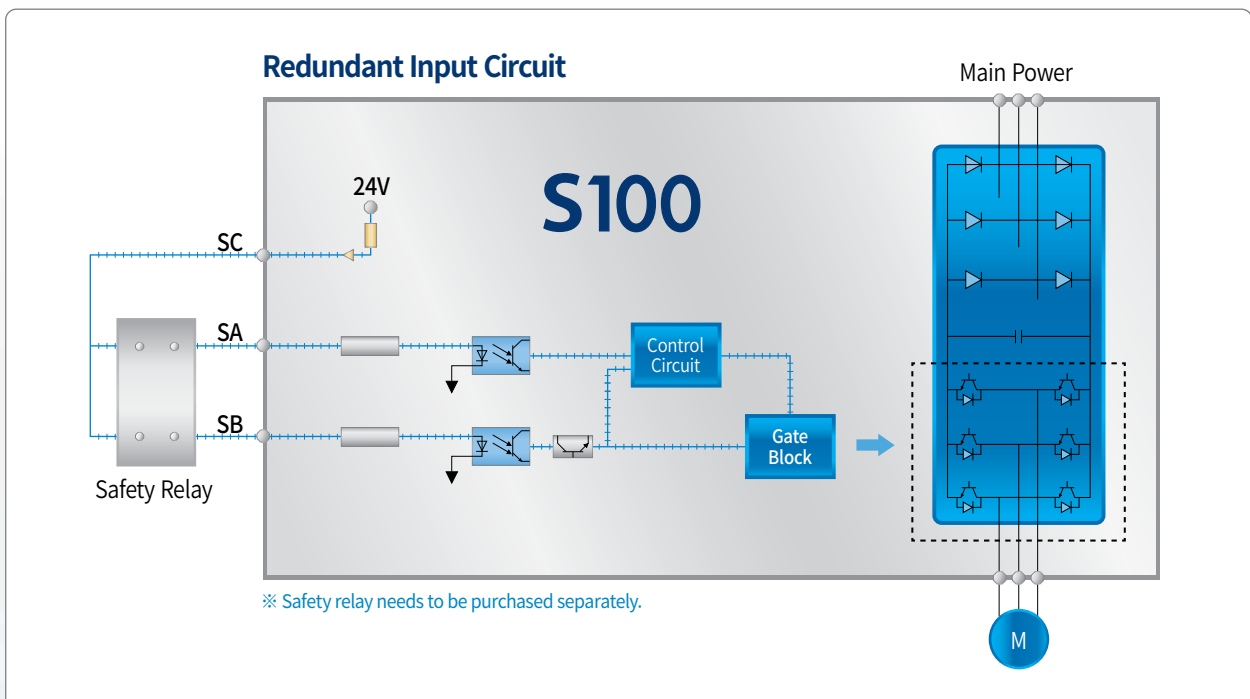 Redundant Input Circuit
Main Power
S100
24V
SC
SA
SB
Control
Circuit
Gate
Block
Safety Relay
※ Safety relay needs to be purchased separately.
M